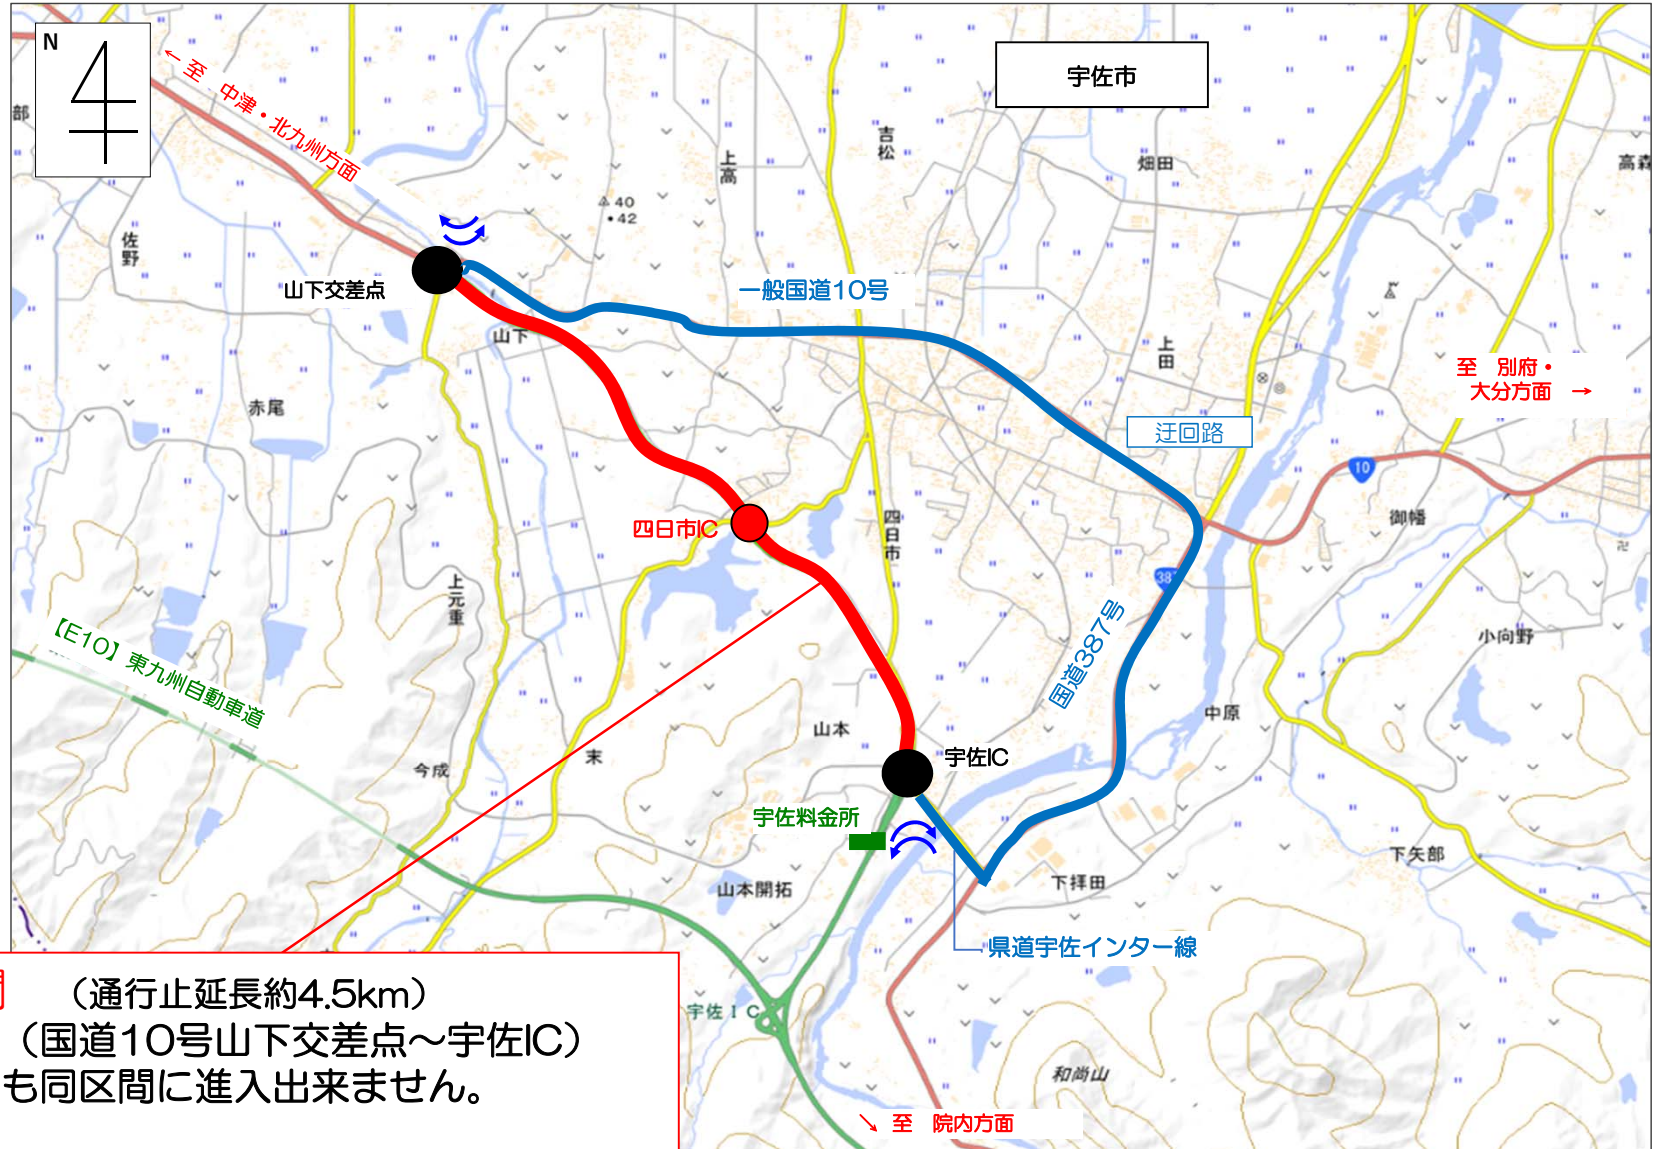 N
← 至 中津・北九州方面
宇佐市
部
吉松
上高
畑田
高森
40
42
佐野
山下交差点
一般国道10号
山下
上田
至 別府・
大分方面 →
赤尾
迂回路
10
四日市IC
四日市
御幡
387
上元重
国道387号
小向野
【E10】東九州自動車道
中原
山本
宇佐IC
末
今成
宇佐料金所
下矢部
山本開拓
下拝田
県道宇佐インター線
（通行止延長約4.5km）
宇佐IC
（国道10号山下交差点～宇佐IC）
も同区間に進入出来ません。
和尚山
↘ 至 院内方面